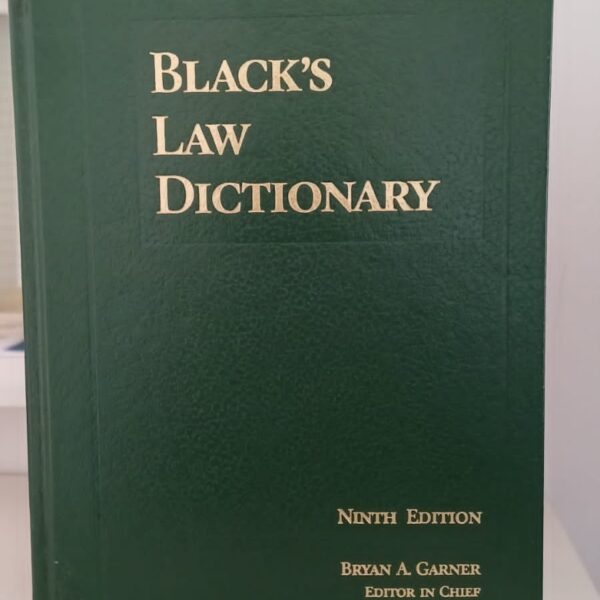 BLACK'S
LAW
DICTIONARY
NINTH EDITION
BRYAN A. GARNER
EDITOR IN CHIEF